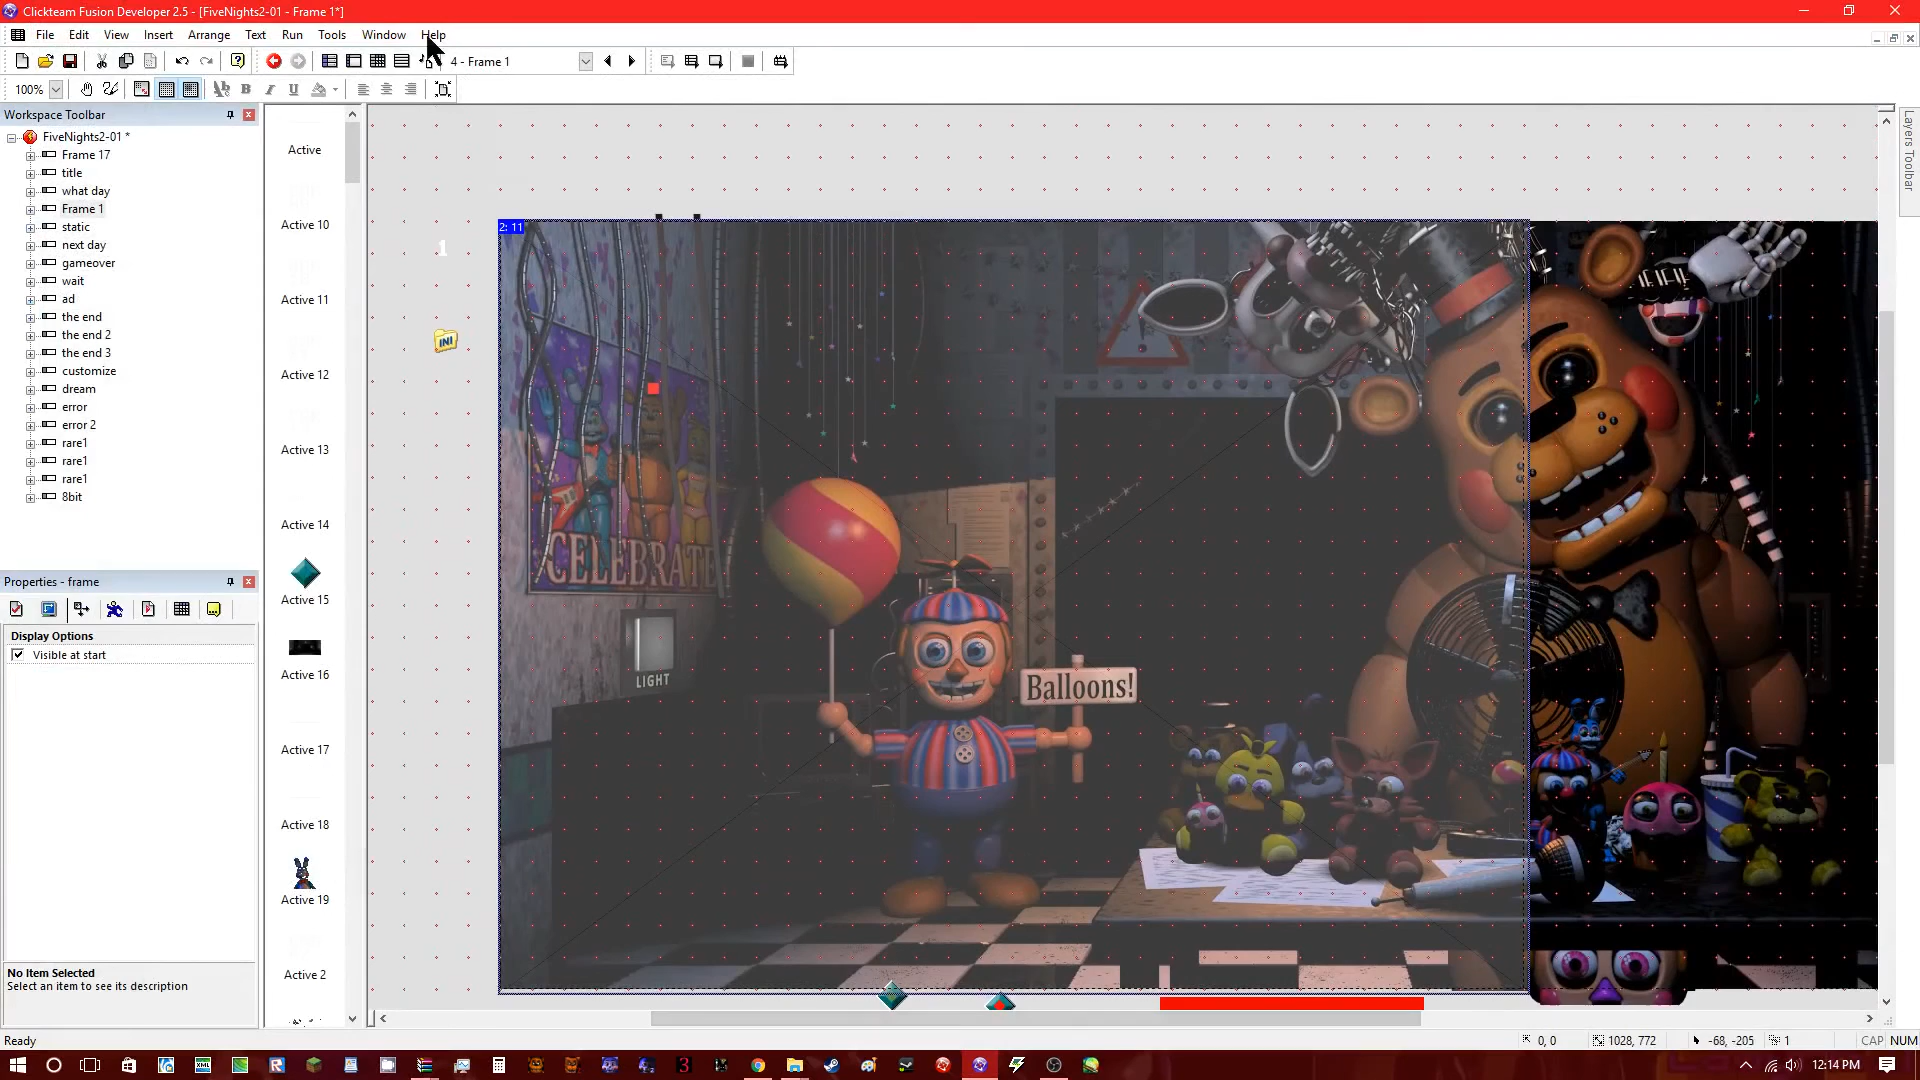 Clickteam Fusion Developer 2.5 - [FiveNights2-01 - Frame 1*]
File Edit View Insert Arrange Text Run Tools Window Help
4 - Frame 1
100%
Workspace Toolbar
FiveNights2-01 *
Frame 17
title
what day
Frame 1
static
next day
gameover
wait
ad
the end
the end 2
the end 3
customize
dream
error
error 2
rare1
rare1
rare1
8bit
Properties - frame
Display Options
Visible at start
No Item Selected
Select an item to see its description
Active
Active 10
Active 11
Active 12
Active 13
Active 14
Active 15
Active 16
Active 17
Active 18
Active 19
Active 2
1
INI
2: 11
CELEBRATE
LIGHT
Balloons!
Layers Toolbar
Ready
0, 0
1028, 772
-68, -205
1
CAP
NUM
12:14 PM